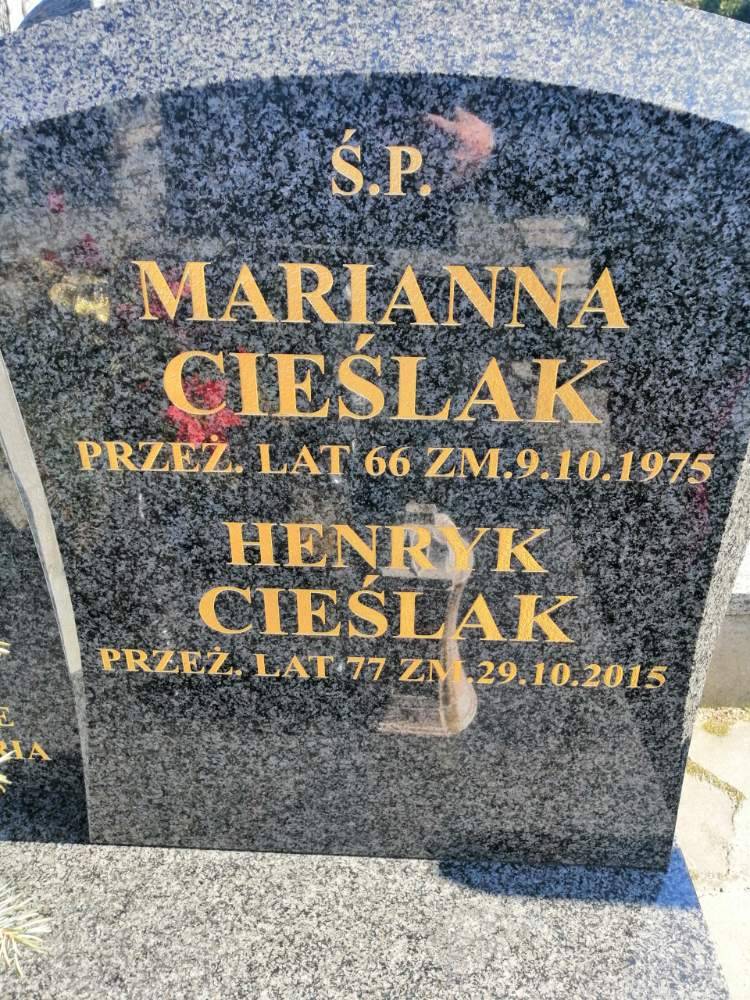 Ś.P.
MARIANNA
CIEŚLAK
PRZEŻ. LAT 66 ZM.9.10.1975
HENRYK
CIEŚLAK
PRZEŻ. LAT 77 ZM.29.10.2015